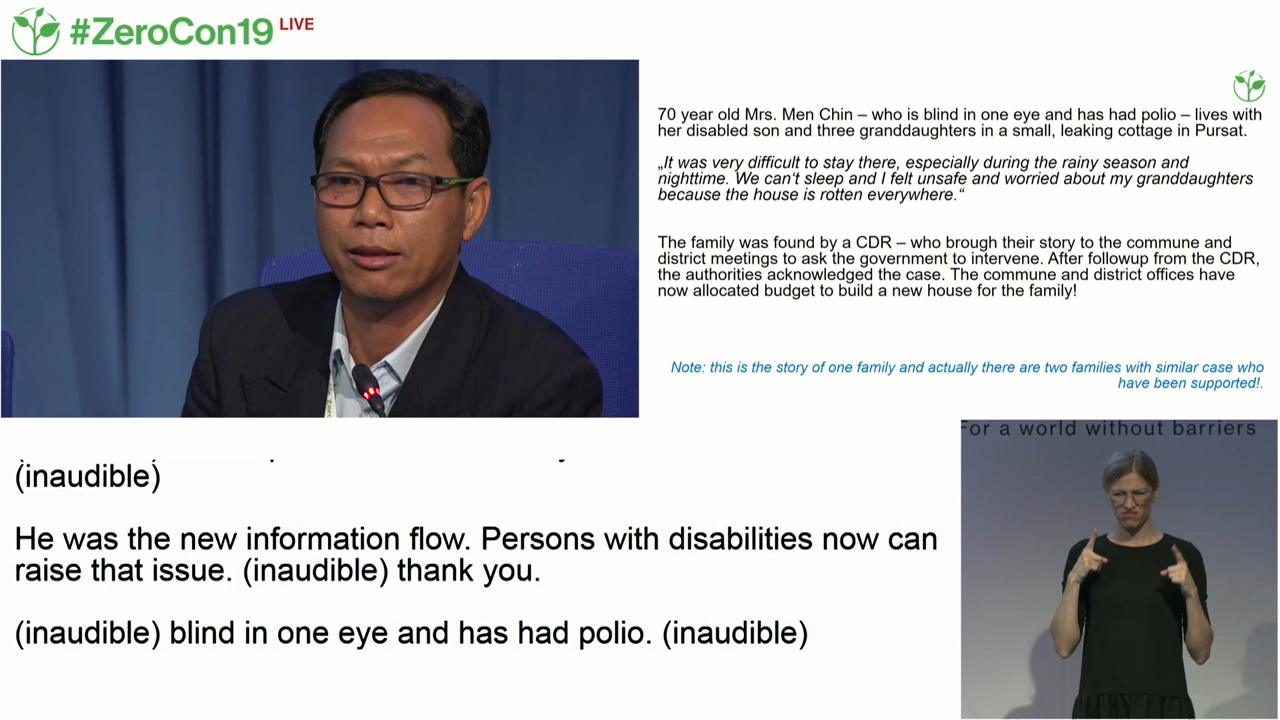 #ZeroCon19 LIVE
70 year old Mrs. Men Chin – who is blind in one eye and has had polio – lives with
her disabled son and three granddaughters in a small, leaking cottage in Pursat.
„It was very difficult to stay there, especially during the rainy season and
nighttime. We can‘t sleep and I felt unsafe and worried about my granddaughters
because the house is rotten everywhere.“
The family was found by a CDR – who brough their story to the commune and
district meetings to ask the government to intervene. After followup from the CDR,
the authorities acknowledged the case. The commune and district offices have
now allocated budget to build a new house for the family!
Note: this is the story of one family and actually there are two families with similar case who
have been supported!.
(inaudible)
He was the new information flow. Persons with disabilities now can
raise that issue. (inaudible) thank you.
(inaudible) blind in one eye and has had polio. (inaudible)
For a world without barriers